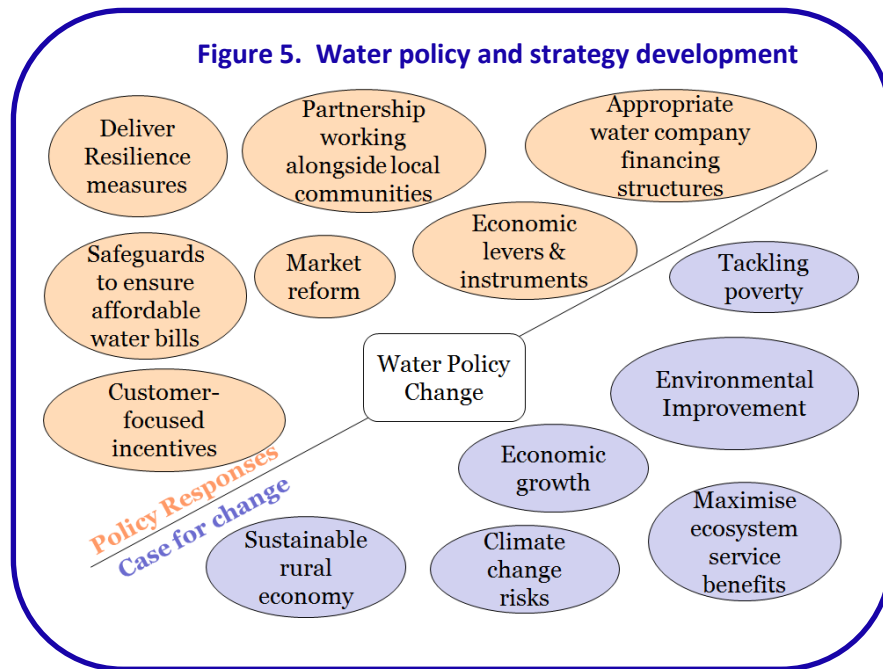 Figure 5.  Water policy and strategy development
Deliver
Resilience
measures
Partnership
working
alongside local
communities
Appropriate
water company
financing
structures
Safeguards
to ensure
affordable
water bills
Market
reform
Economic
levers &
instruments
Tackling
poverty
Water Policy
Change
Customer-
focused
incentives
Environmental
Improvement
Economic
growth
Policy Responses
Case for change
Sustainable
rural
economy
Climate
change
risks
Maximise
ecosystem
service
benefits